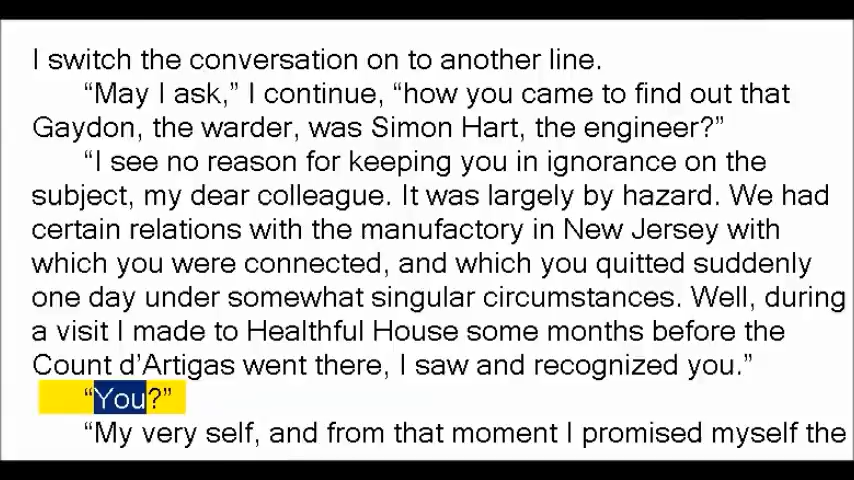 I switch the conversation on to another line.
“May I ask,” I continue, “how you came to find out that
Gaydon, the warder, was Simon Hart, the engineer?”
“I see no reason for keeping you in ignorance on the
subject, my dear colleague. It was largely by hazard. We had
certain relations with the manufactory in New Jersey with
which you were connected, and which you quitted suddenly
one day under somewhat singular circumstances. Well, during
a visit I made to Healthful House some months before the
Count d’Artigas went there, I saw and recognized you.”
“You?”
“My very self, and from that moment I promised myself the